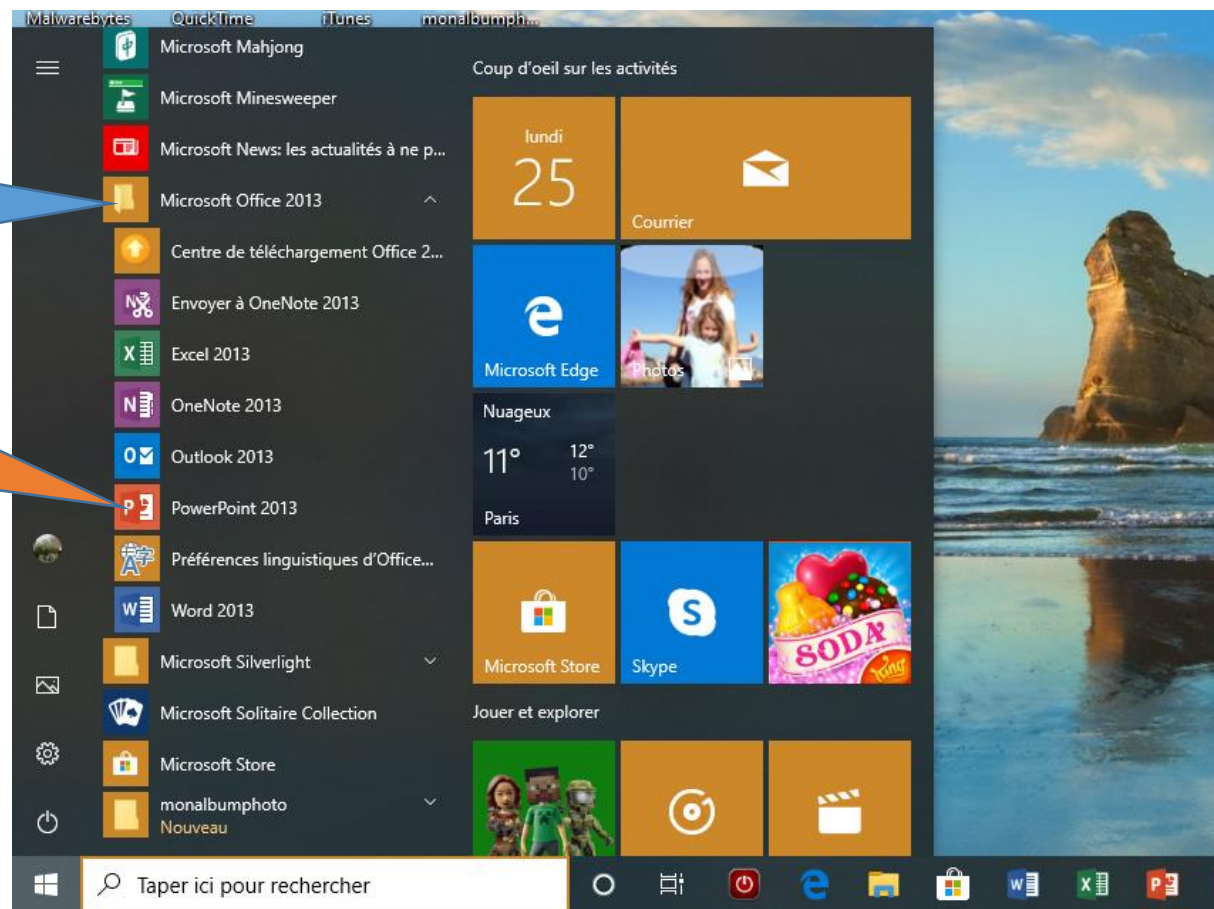 Malwarebytes QuickTime iTunes monalbumph...
Microsoft Mahjong
Microsoft Minesweeper
Microsoft News: les actualités à ne p...
Microsoft Office 2013
Centre de téléchargement Office 2...
Envoyer à OneNote 2013
Excel 2013
OneNote 2013
Outlook 2013
PowerPoint 2013
Préférences linguistiques d'Office...
Word 2013
Microsoft Silverlight
Microsoft Solitaire Collection
Microsoft Store
monalbumphoto
Nouveau
Coup d'oeil sur les activités
lundi
25
Courrier
Microsoft Edge
Photos
Nuageux
11° 12°
10°
Paris
Microsoft Store
Skype
SODA
King
Jouer et explorer
Taper ici pour rechercher